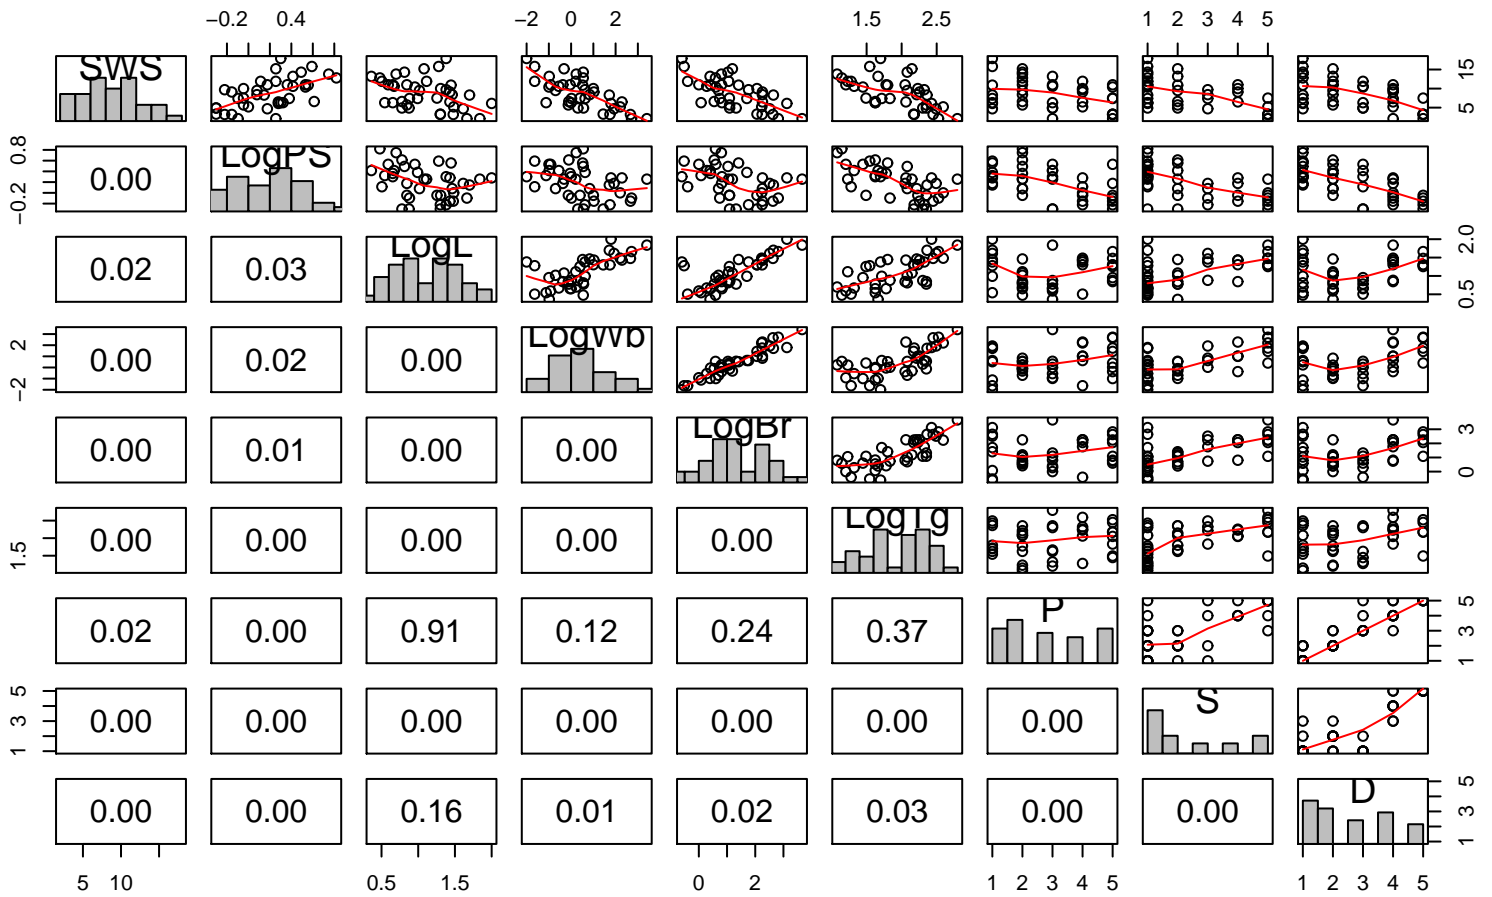 -0.2 0.4 -2 0 2 1.5 2.5 1 2 3 4 5
SWS 5 15
-0.2 0.8 0.00 LogPS
0.02 0.03 LogL 0.5 2.0
-2 2 0.00 0.02 0.00 LogWb
0.00 0.01 0.00 0.00 LogBr 0 3
1.5 0.00 0.00 0.00 0.00 0.00 LogTg
0.02 0.00 0.91 0.12 0.24 0.37 P 1 3 5
1 3 5 0.00 0.00 0.00 0.00 0.00 0.00 0.00 S
0.00 0.00 0.16 0.01 0.02 0.03 0.00 0.00 D 1 3 5
5 10 0.5 1.5 0 2 1 2 3 4 5 1 2 3 4 5